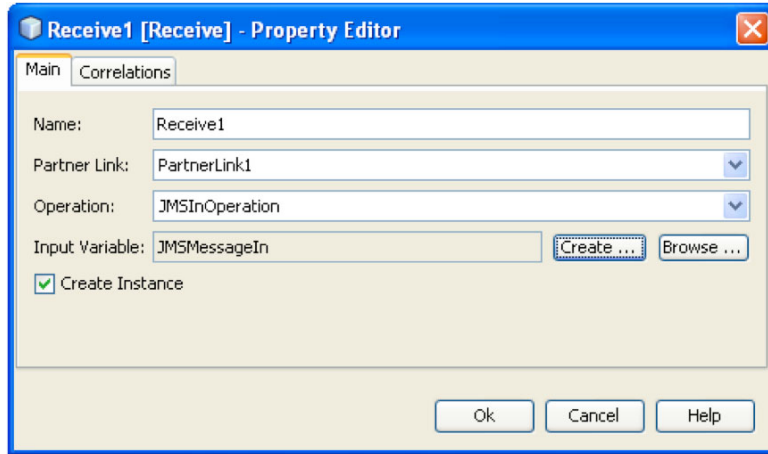 Receive1 [Receive] - Property Editor
Main Correlations
Name: Receive1
Partner Link: PartnerLink1
Operation: JMSInOperation
Input Variable: JMSMessageIn Create ... Browse ...
Create Instance
Ok Cancel Help